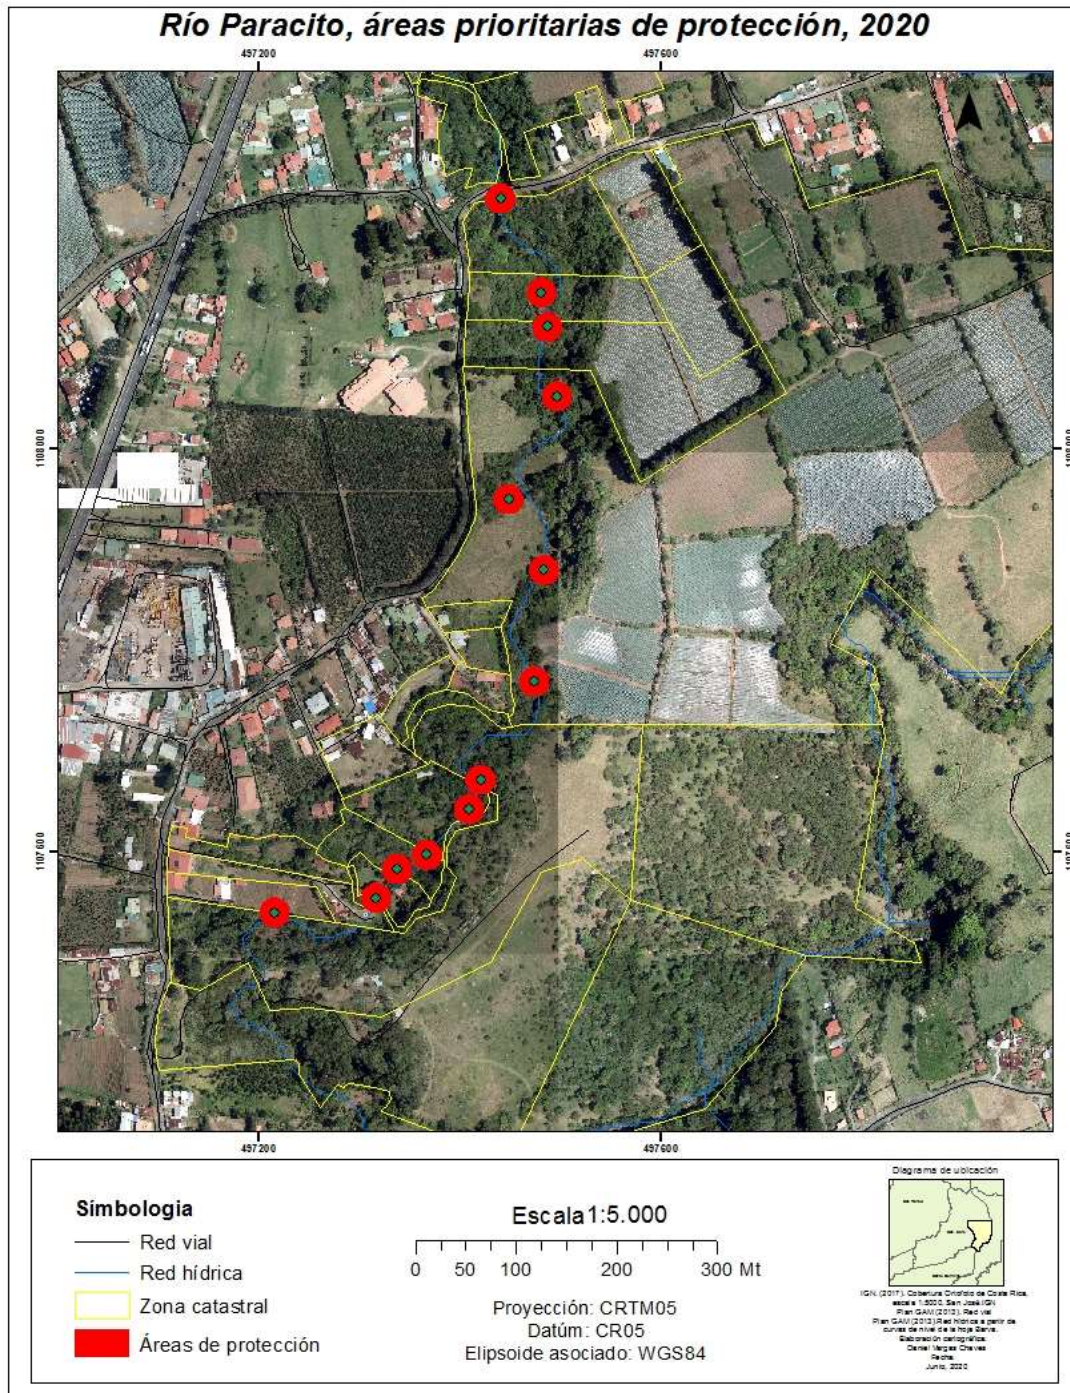 Río Paracito, áreas prioritarias de protección, 2020
497200
497600
1108000
1108000
1107600
1107600
497200
497600
Símbologia
Red vial
Red hídrica
Zona catastral
Áreas de protección
Escala 1:5.000
0 50 100 200 300 Mt
Proyección: CRTM05
Datúm: CR05
Elipsoide asociado: WGS84
Diagrama de ubicación
IGN. (2017). Cobertura Ortofoto de Costa Rica,
escala 1:5000. San José:IGN
Plan GAM (2013). Red vial
Plan GAM (2013).Red hídrica a partir de
curvas de nivel de la hoja Barva.
Elaboración cartográfica:
Daniel Vargas Chaves
Fecha:
Junio, 2020